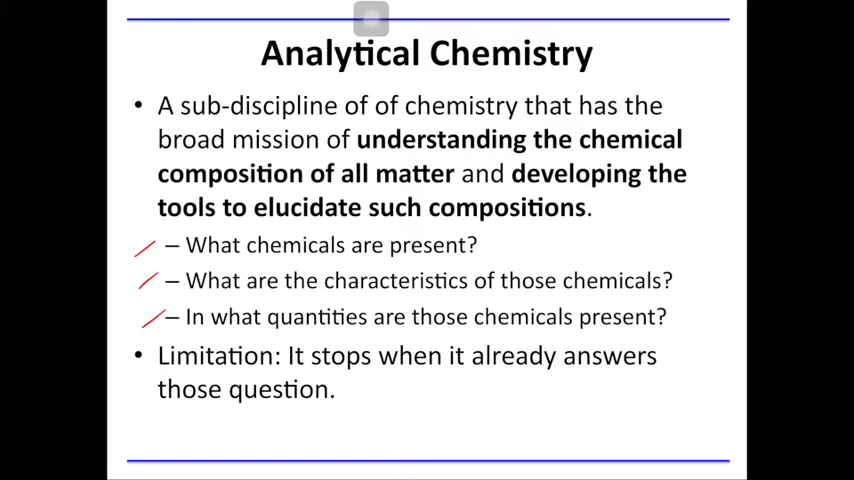 Analytical Chemistry
• A sub-discipline of of chemistry that has the
broad mission of understanding the chemical
composition of all matter and developing the
tools to elucidate such compositions.
– What chemicals are present?
– What are the characteristics of those chemicals?
– In what quantities are those chemicals present?
• Limitation: It stops when it already answers
those question.